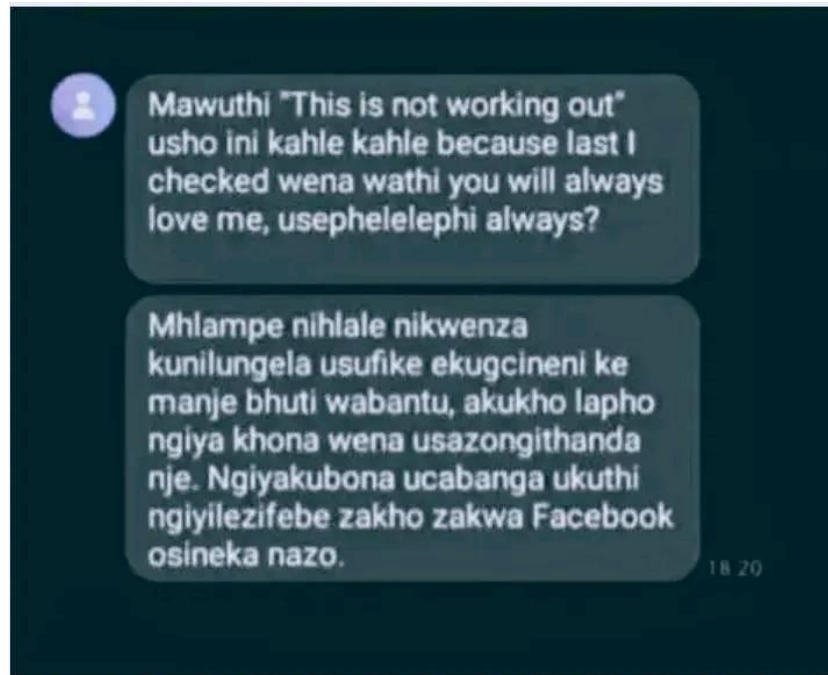 Mawuthi "This is not working out"
usho ini kahle kahle because last I
checked wena wathi you will always
love me, usephelelephi always?
Mhlampe nihlale nikwenza
kunilungela usufike ekugcineni ke
manje bhuti wabantu, akukho lapho
ngiya khona wena usazongithanda
nje. Ngiyakubona ucabanga ukuthi
ngiyilezifebe zakho zakwa Facebook
osineka nazo.
18 20